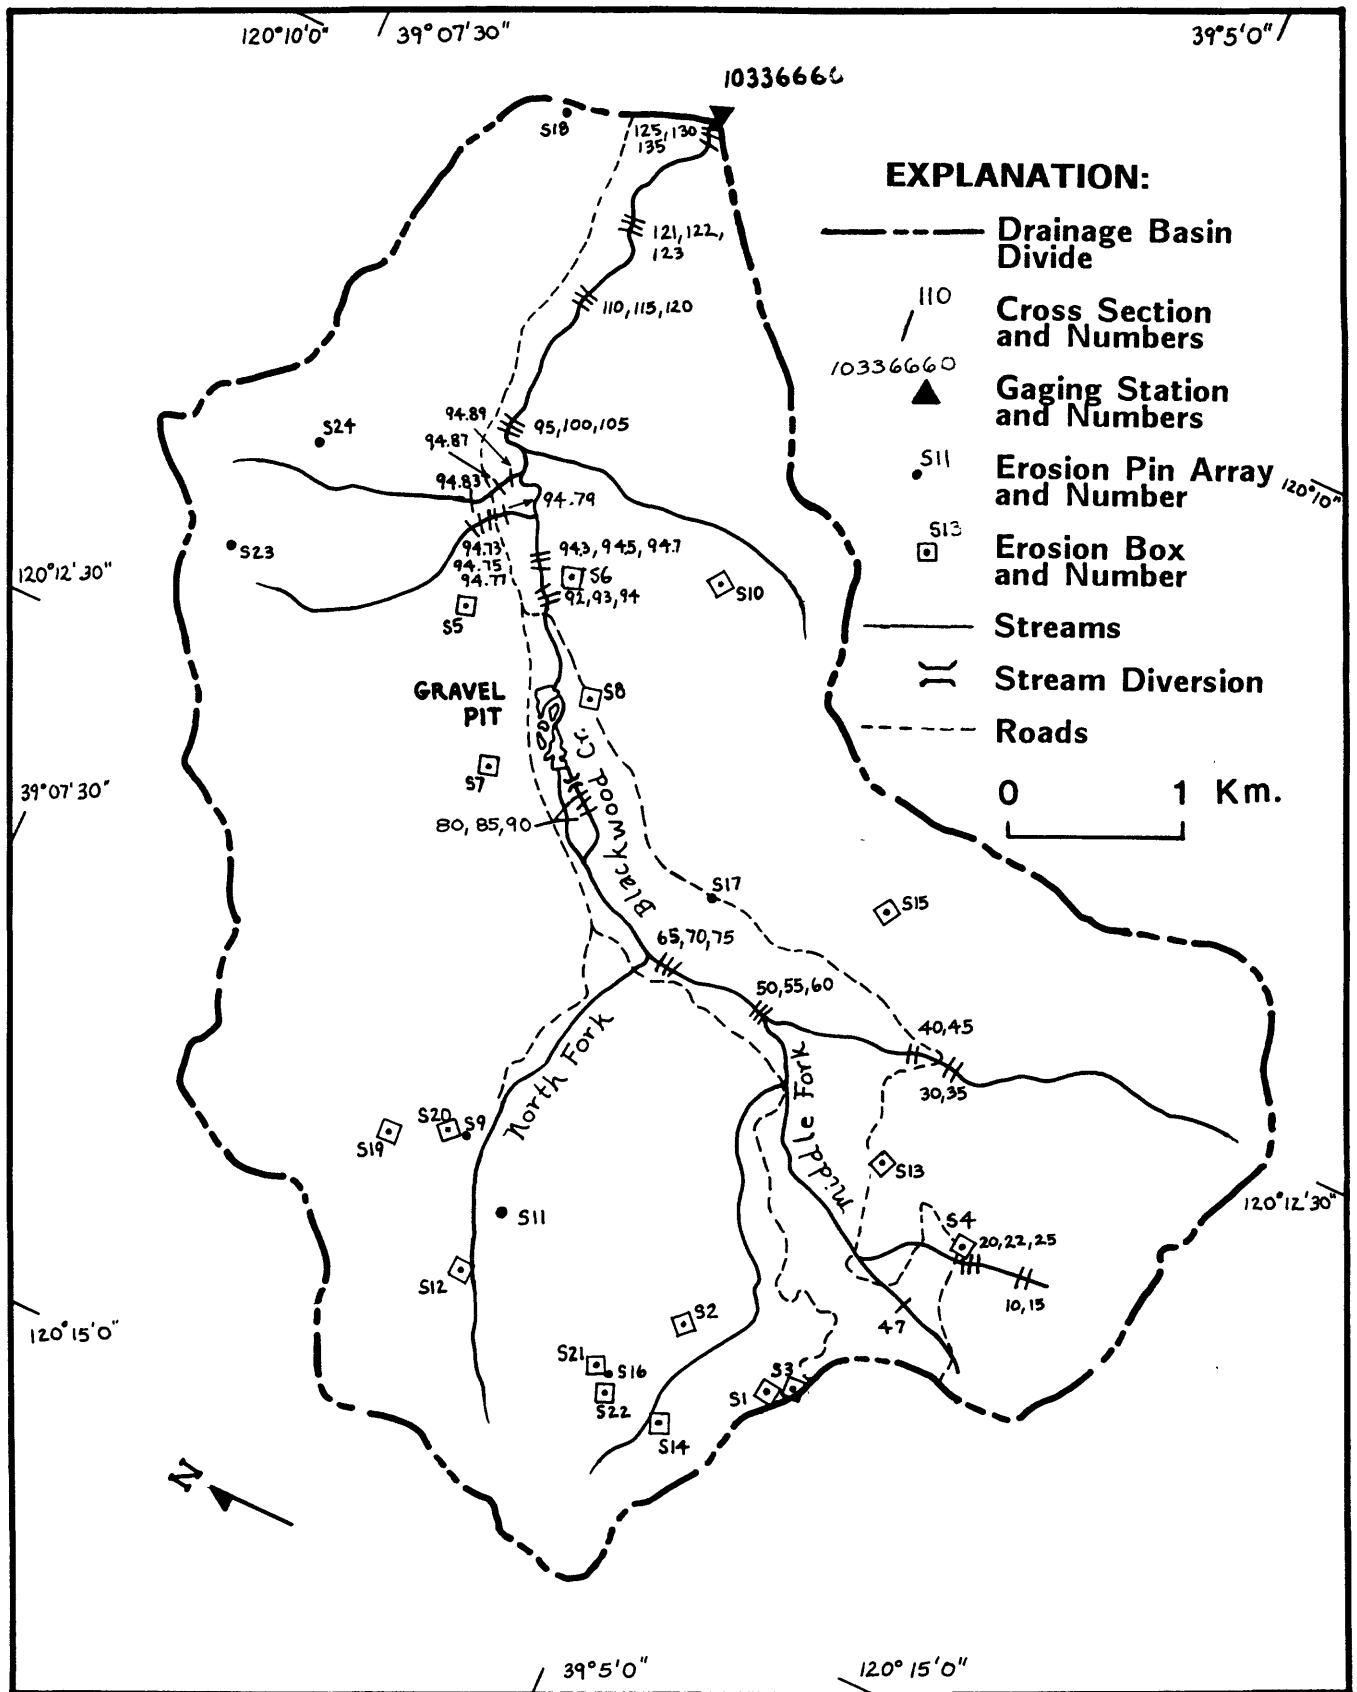 120°10'0" 39°07'30" 39°5'0"
10336660
S18
125,130
135
EXPLANATION:
Drainage Basin
Divide
121,122,
123
110
Cross Section
and Numbers
110,115,120
10336660
Gaging Station
and Numbers
94.89
95,100,105
S24
94.87
S11
Erosion Pin Array
and Number
120°10"
94.83
94.79
S23
94.73
94.75
94.77
943,945,947
S13
Erosion Box
and Number
120°12'30"
S6
S10
92,93,94
S5
Streams
GRAVEL
PIT
S8
Stream Diversion
Roads
S7
39°07'30"
0 1 Km.
80,85,90
Blackwood Cr.
S17
S15
65,70,75
50,55,60
40,45
30,35
North Fork
Middle Fork
S20
S9
S19
S13
120°12'30"
S11
S4
20,22,25
S12
10,15
47
120°15'0"
S2
S21
S16
S3
S1
S22
S14
N
39°5'0" 120°15'0"